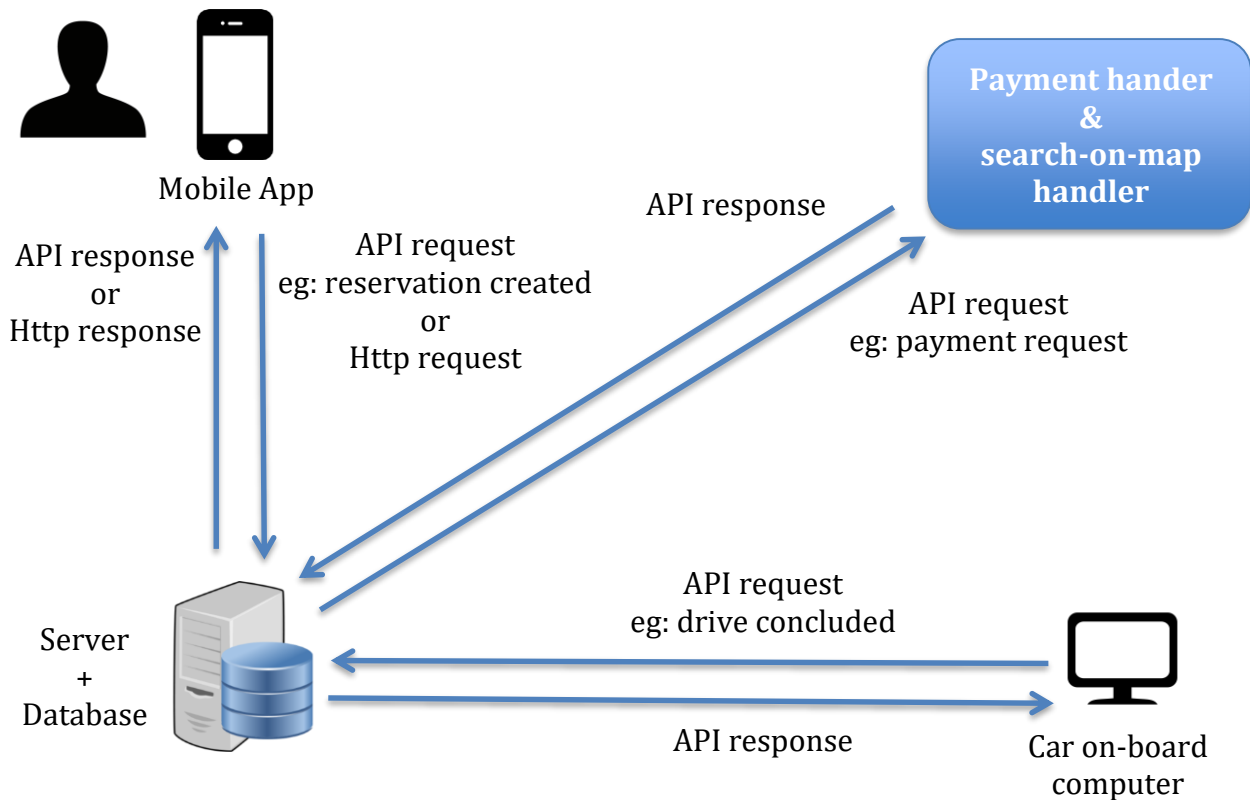 Payment hander
&
search-on-map
handler
Mobile App
API response
or
Http response
API request
eg: reservation created
or
Http request
API response
API request
eg: payment request
API request
eg: drive concluded
Server
+
Database
API response
Car on-board
computer